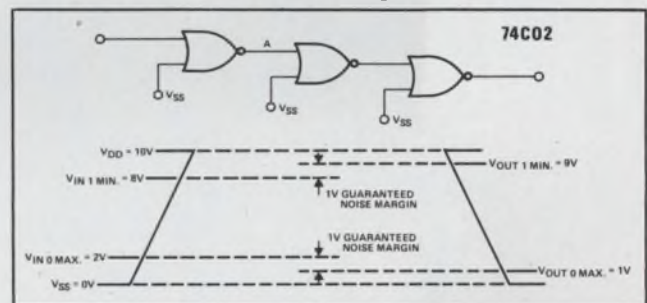 74C02
A
VSS
VSS
VSS
VDD = 10V
VOUT 1 MIN. = 9V
VIN 1 MIN. = 8V
1V GUARANTEED
NOISE MARGIN
1V GUARANTEED
NOISE MARGIN
VIN 0 MAX. = 2V
VOUT 0 MAX. = 1V
VSS = 0V